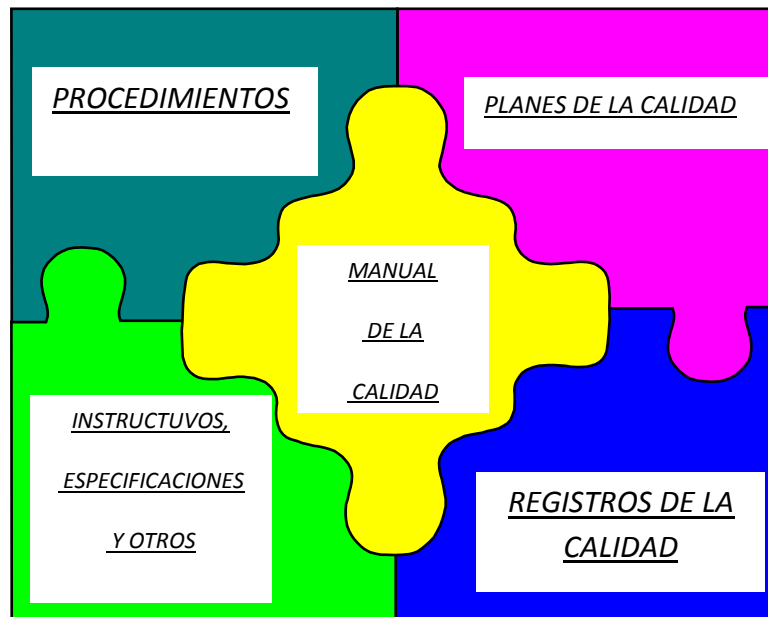 PROCEDIMIENTOS
PLANES DE LA CALIDAD
MANUAL
DE LA
CALIDAD
INSTRUCTUVOS,
ESPECIFICACIONES
Y OTROS
REGISTROS DE LA
CALIDAD